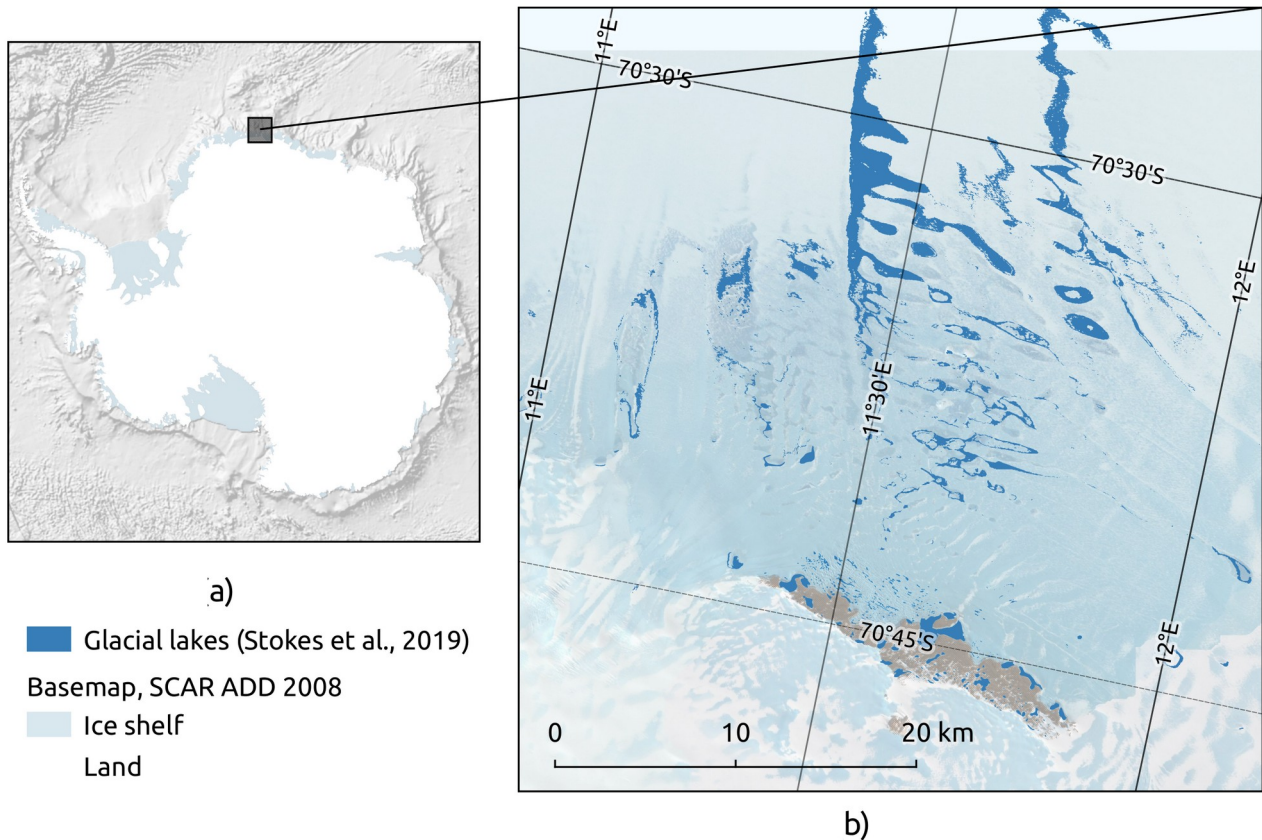 a)
Glacial lakes (Stokes et al., 2019)
Basemap, SCAR ADD 2008
Ice shelf
Land
11°E
70°30'S
70°30'S
12°E
11°E
11°30'E
70°45'S
12°E
0 10 20 km
b)